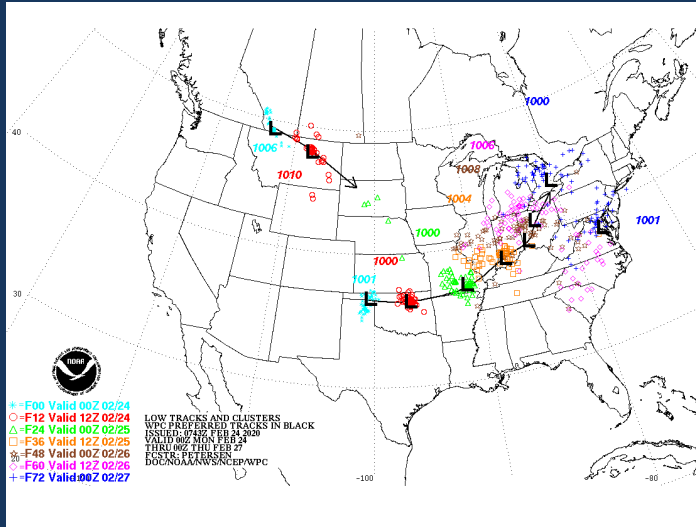 1000
40
1006
1006
1008
1010
1004
1001
1000
1000
1001
L
L
L
L
L
L
L
L
L
30
NOAA
=F00 Valid 00Z 02/24
=F12 Valid 12Z 02/24
=F24 Valid 00Z 02/25
=F36 Valid 12Z 02/25
=F48 Valid 00Z 02/26
=F60 Valid 12Z 02/26
=F72 Valid 00Z 02/27
LOW TRACKS AND CLUSTERS
WPC PREFERRED TRACKS IN BLACK
ISSUED: 0743Z FEB 24 2020
VALID 00Z MON FEB 24
THRU 00Z THU FEB 27
FCSTR: PETERSEN
DOC/NOAA/NWS/NCEP/WPC
20
-100
-80